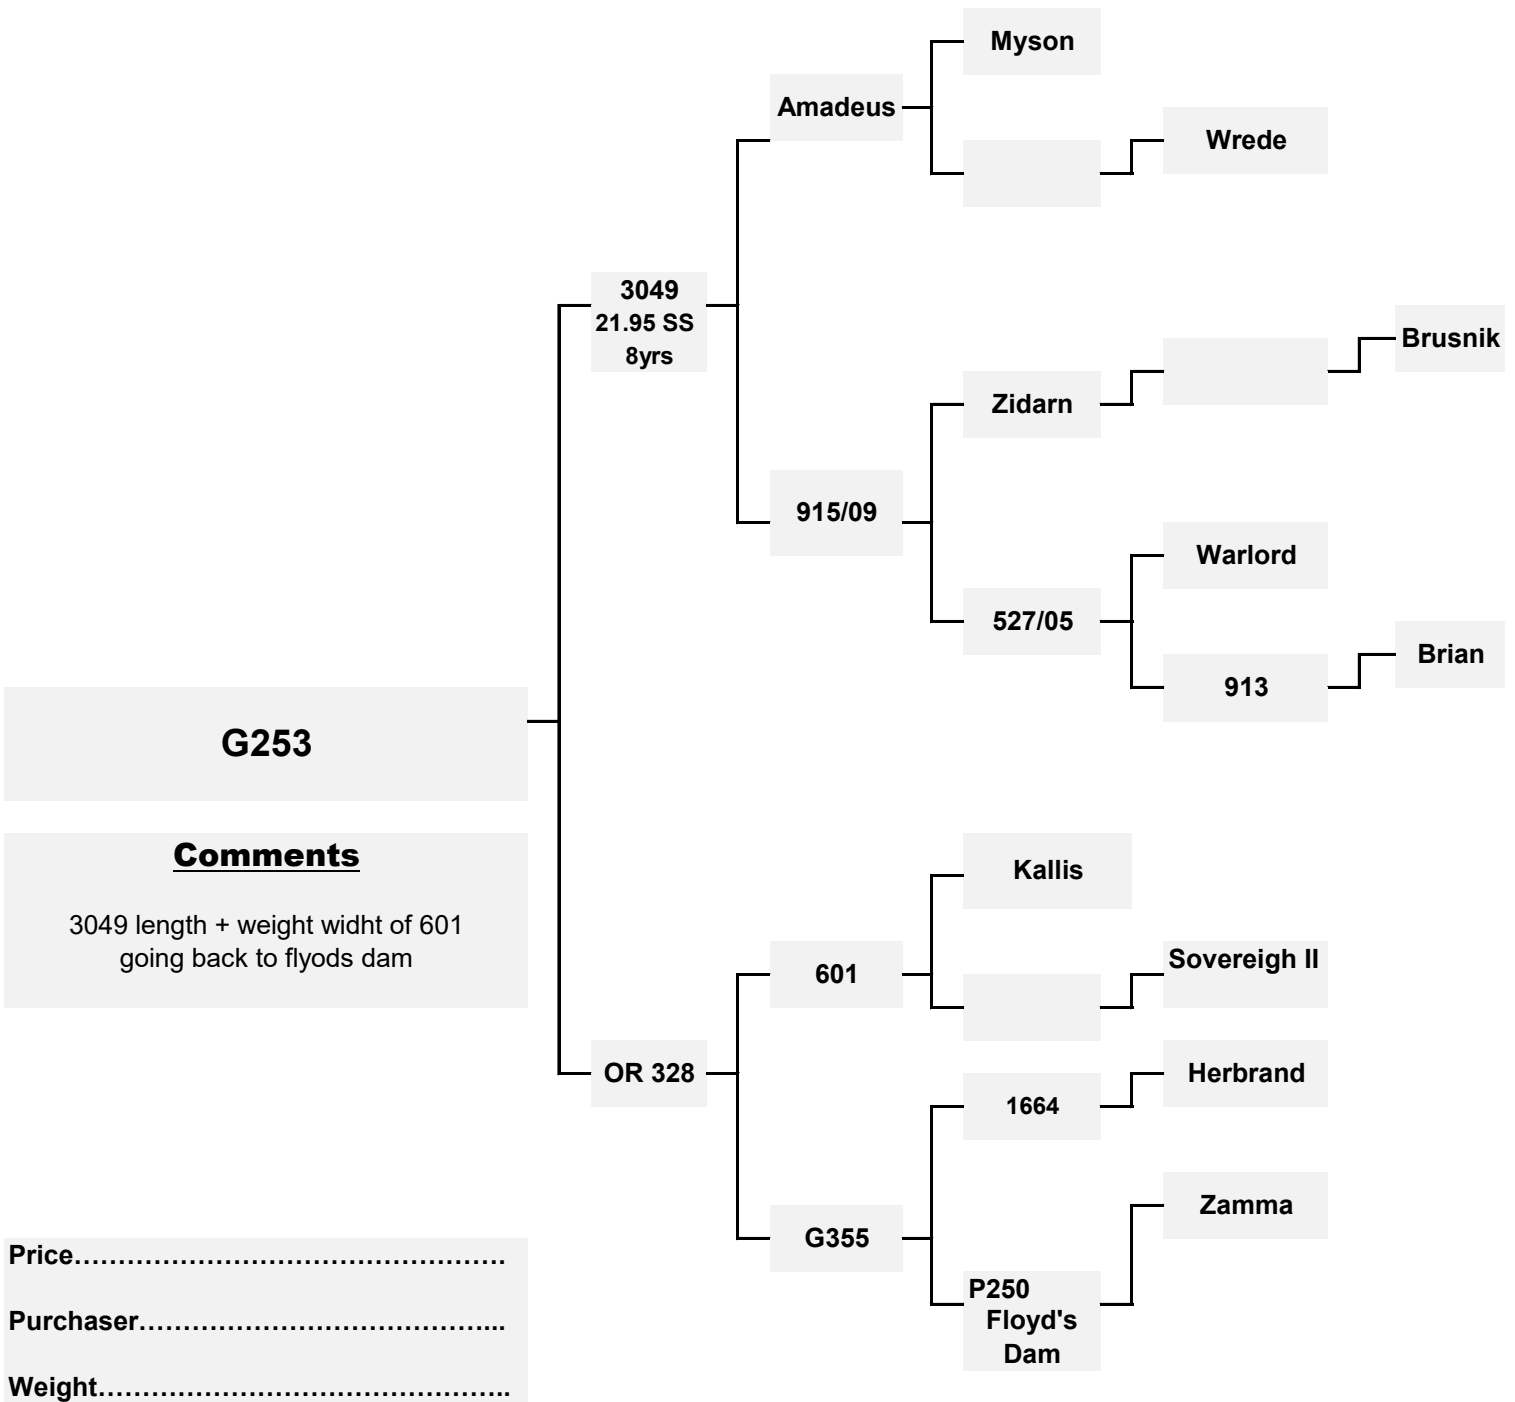 Myson
Amadeus
Wrede
3049
21.95 SS
8yrs
Brusnik
Zidarn
915/09
Warlord
527/05
Brian
913
G253
Comments
3049 length + weight widht of 601
going back to flyods dam
Kallis
Sovereigh II
601
OR 328
Herbrand
1664
Zamma
G355
P250
Floyd's
Dam
Price…………………………………………..
Purchaser…………………………………...
Weight………………………………………..